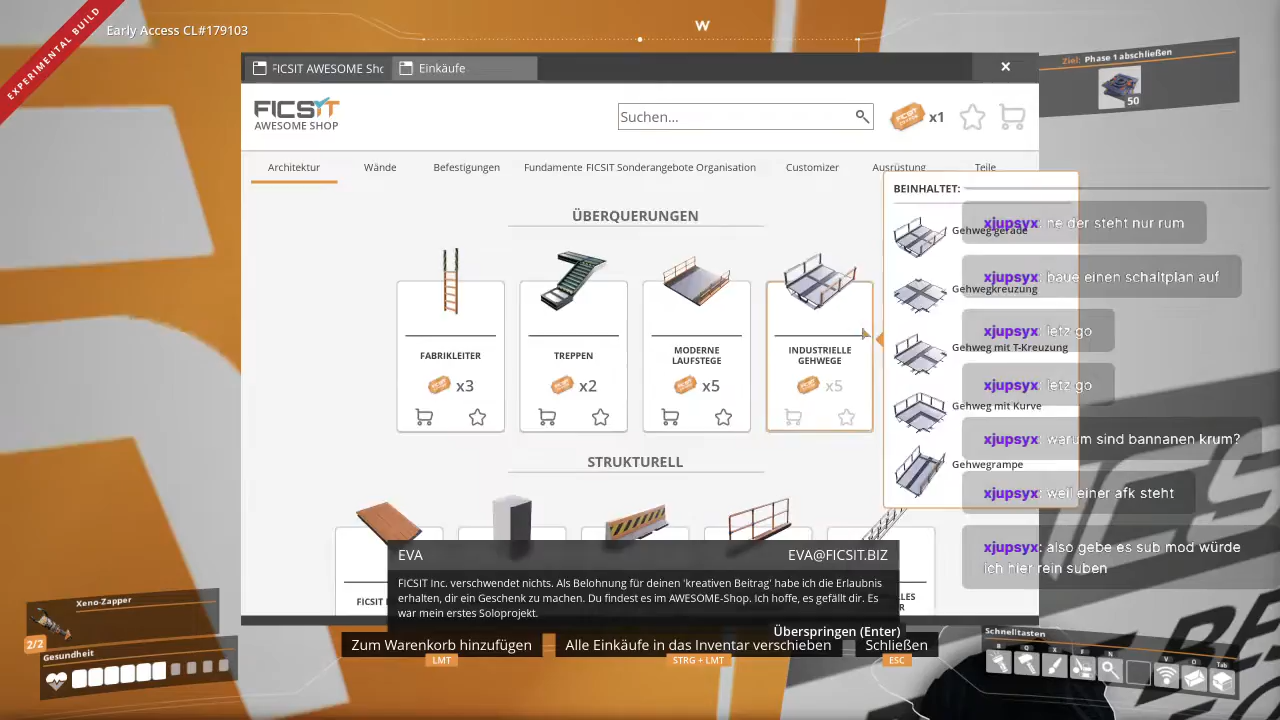 EXPERIMENTAL BUILD
Early Access CL#179103
W
FICSIT AWESOME Sho
Einkäufe
Ziel: Phase 1 abschließen
50
FICSIT
AWESOME SHOP
Suchen...
x1
Architektur
Wände
Befestigungen
Fundamente
FICSIT Sonderangebote
Organisation
Customizer
Ausrüstung
Teile
ÜBERQUERUNGEN
FABRIKLEITER
x3
TREPPEN
x2
MODERNE
LAUFSTEGE
x5
INDUSTRIELLE
GEHWEGE
x5
BEINHALTET:
Gehweg gerade
Gehwegkreuzung
Gehweg mit T-Kreuzung
Gehweg mit Kurve
Gehwegrampe
xjupsyx: ne der steht nur rum
xjupsyx: baue einen schaltplan auf
xjupsyx: letz go
xjupsyx: letz go
xjupsyx: warum sind bannanen krum?
xjupsyx: weil einer afk steht
xjupsyx: also gebe es sub mod würde
ich hier rein suben
STRUKTURELL
EVA
EVA@FICSIT.BIZ
FICSIT Inc. verschwendet nichts. Als Belohnung für deinen 'kreativen Beitrag' habe ich die Erlaubnis
erhalten, dir ein Geschenk zu machen. Du findest es im AWESOME-Shop. Ich hoffe, es gefällt dir. Es
war mein erstes Soloprojekt.
Überspringen (Enter)
Zum Warenkorb hinzufügen
LMT
Alle Einkäufe in das Inventar verschieben
STRG + LMT
Schließen
ESC
Xeno-Zapper
2/2
Gesundheit
Schnelltasten
B
Q
X
F
N
V
O
Tab